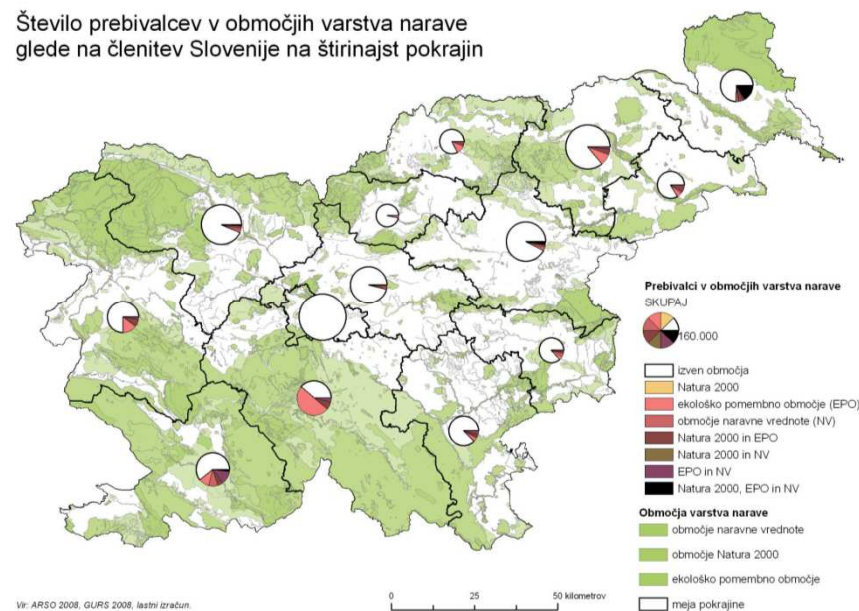 Število prebivalcev v območjih varstva narave
glede na členitev Slovenije na štirinajst pokrajin
Prebivalci v območjih varstva narave
SKUPAJ
160.000
izven območja
Natura 2000
ekološko pomembno območje (EPO)
območje naravne vrednote (NV)
Natura 2000 in EPO
Natura 2000 in NV
EPO in NV
Natura 2000, EPO in NV
Območja varstva narave
območje naravne vrednote
območje Natura 2000
ekološko pomembno območje
meja pokrajine
Vir: ARSO 2008, GURS 2008, lastni izračun.
0 25 50 kilometrov